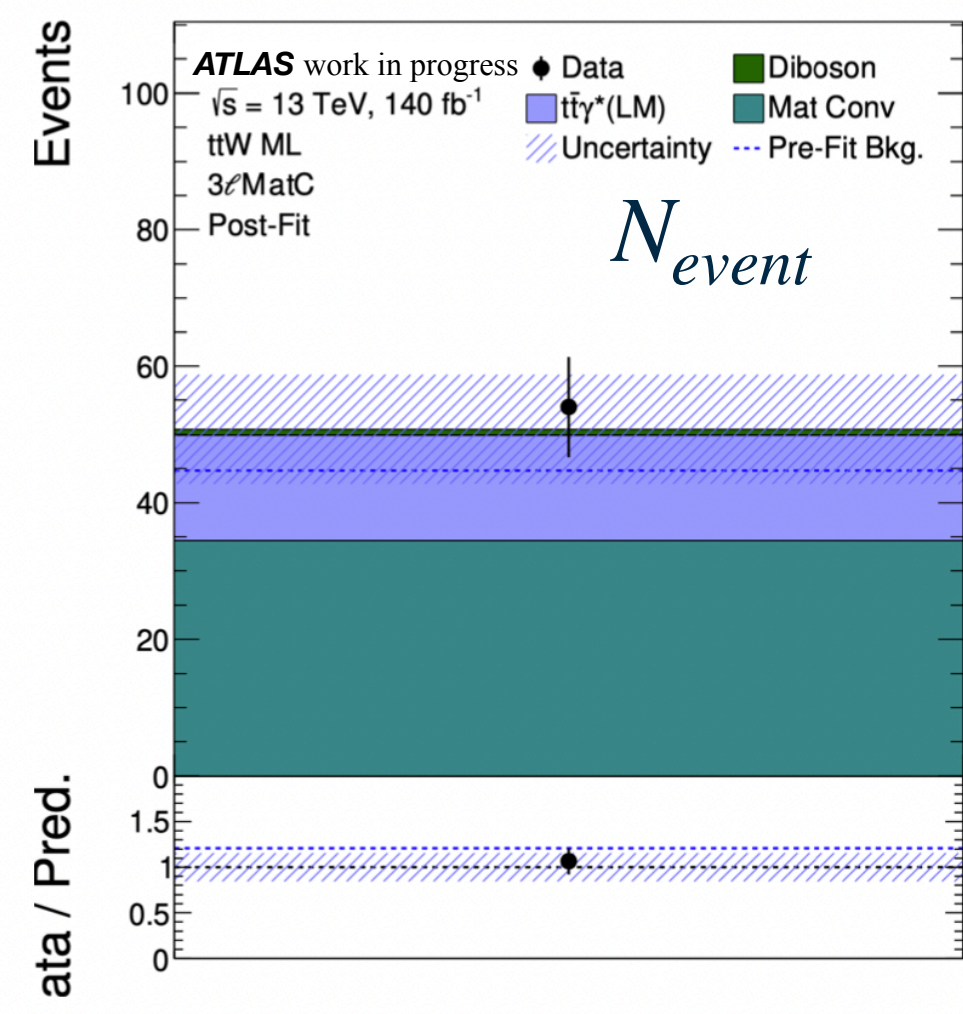 Events
ATLAS work in progress
√s = 13 TeV, 140 fb⁻¹
ttW ML
3ℓMatC
Post-Fit
Data
Diboson
tt̄γ*(LM)
Mat Conv
Uncertainty
Pre-Fit Bkg.
N_event
100
80
60
40
20
0
ata / Pred.
1.5
1
0.5
0